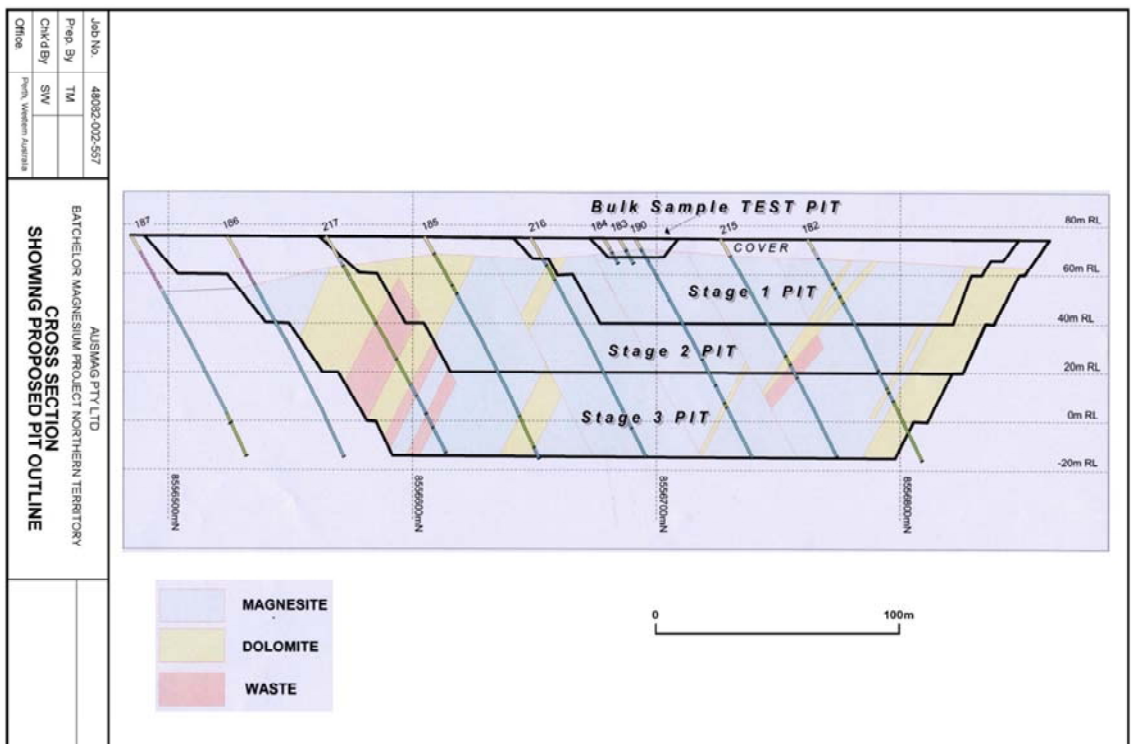 Job No. 48082-002-557
Prep. By TM
Chk'd By SW
Office. Perth, Western Australia
AUSMAG PTY LTD
BATCHELOR MAGNESIUM PROJECT NORTHERN TERRITORY
CROSS SECTION
SHOWING PROPOSED PIT OUTLINE
Bulk Sample TEST PIT
187
186
217
185
216
184
183
190
215
182
COVER
80m RL
60m RL
40m RL
20m RL
0m RL
-20m RL
Stage 1 PIT
Stage 2 PIT
Stage 3 PIT
8556500mN
8556600mN
8556700mN
8556800mN
MAGNESITE
DOLOMITE
WASTE
0 100m